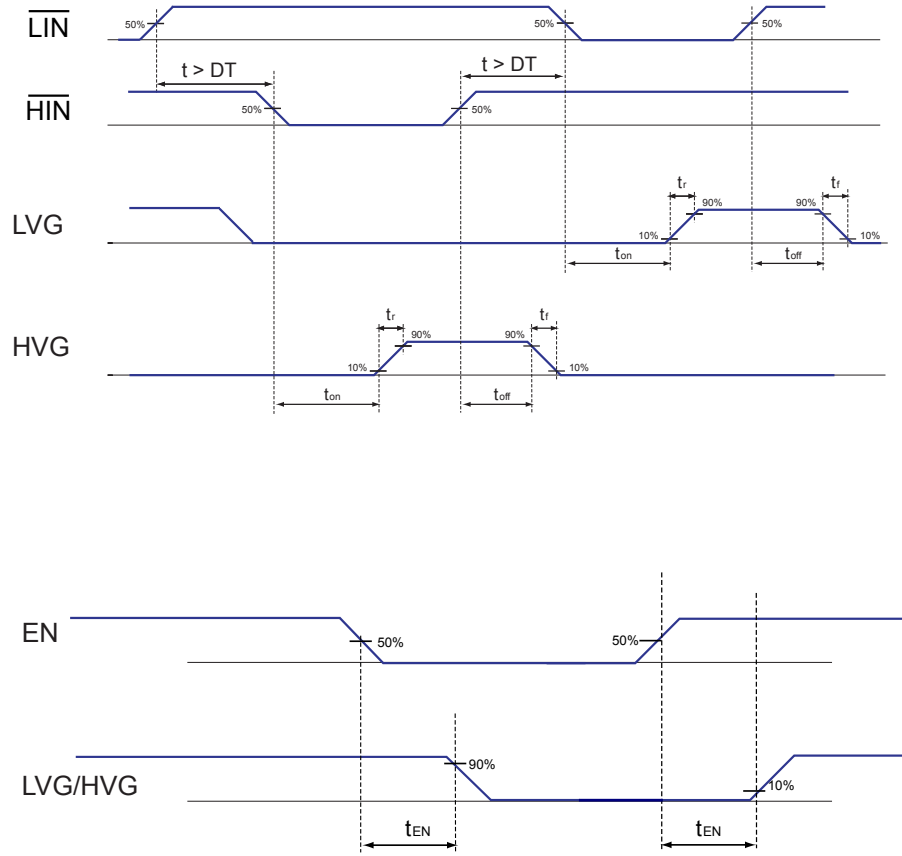 LIN
50% 50% 50%
t > DT t > DT
HIN
50% 50%
tr tf
LVG
90% 90%
10% 10%
ton toff
tr tf
HVG
90% 90%
10% 10%
ton toff
EN
50% 50%
LVG/HVG
90% 10%
tEN tEN